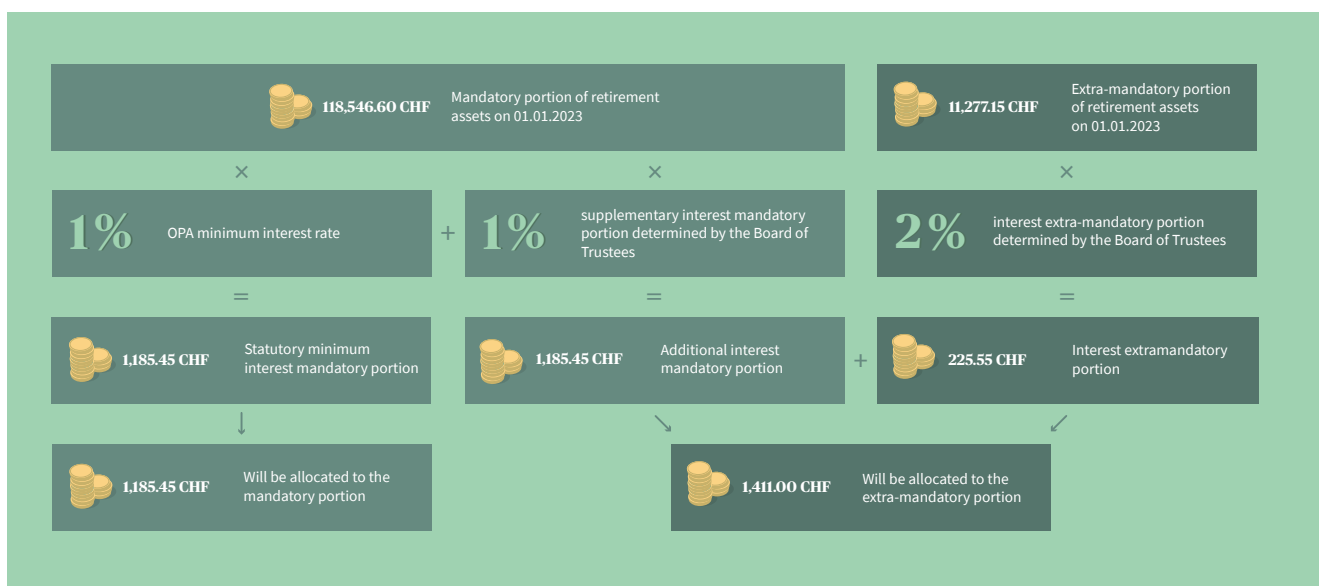 118,546.60 CHF
Mandatory portion of retirement
assets on 01.01.2023
11,277.15 CHF
Extra-mandatory portion
of retirement assets
on 01.01.2023
×
×
×
1%
OPA minimum interest rate
+
1%
supplementary interest mandatory
portion determined by the Board of
Trustees
2%
interest extra-mandatory portion
determined by the Board of Trustees
=
=
=
1,185.45 CHF
Statutory minimum
interest mandatory portion
1,185.45 CHF
Additional interest
mandatory portion
+
225.55 CHF
Interest extramandatory
portion
1,185.45 CHF
Will be allocated to the
mandatory portion
1,411.00 CHF
Will be allocated to the
extra-mandatory portion